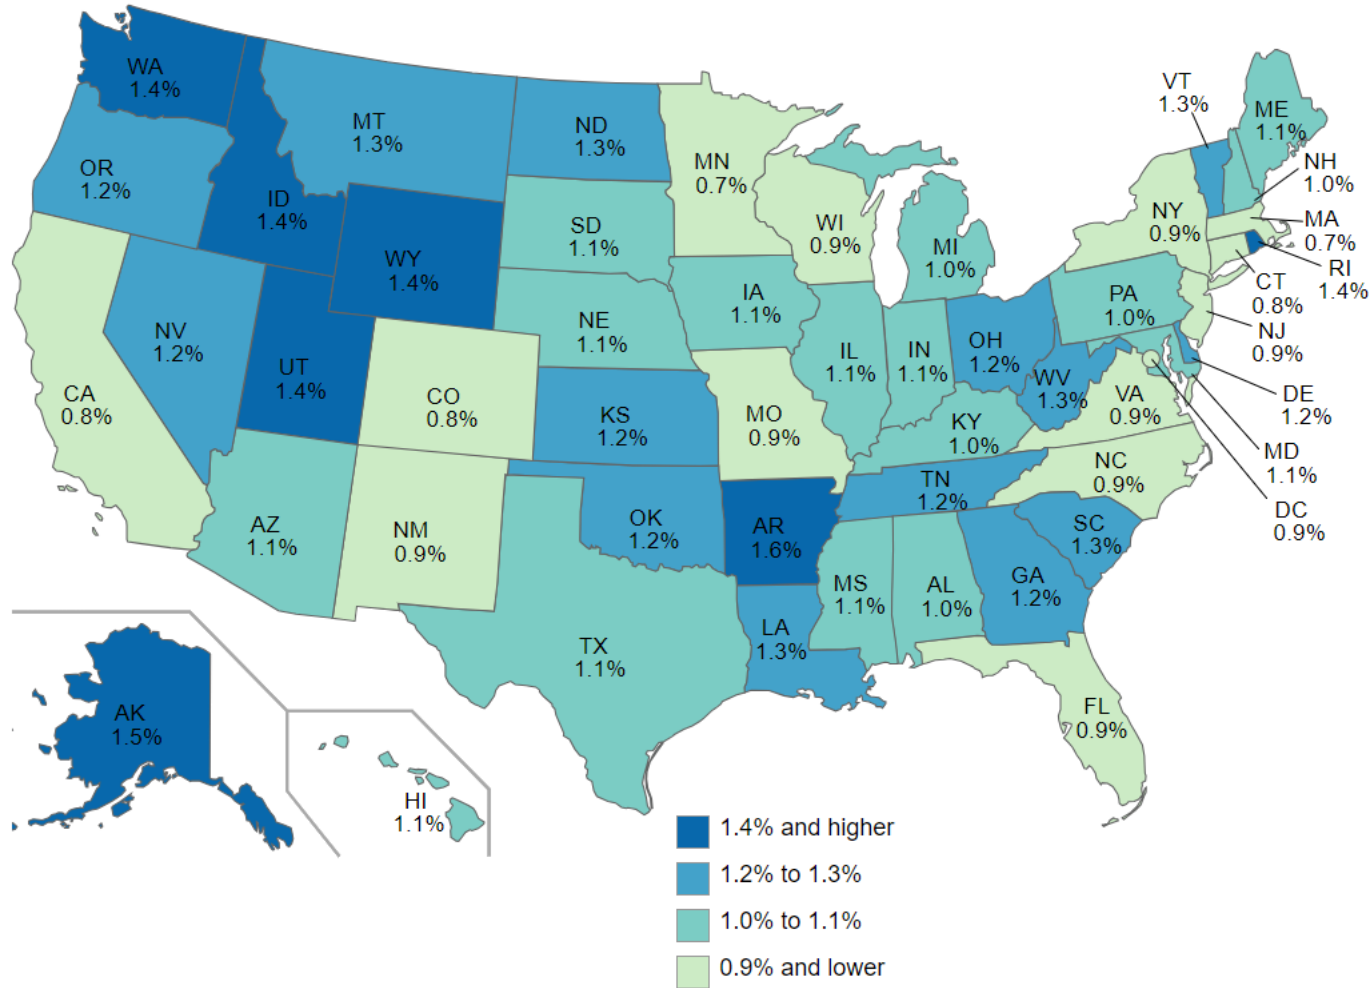 WA
1.4%
OR
1.2%
CA
0.8%
NV
1.2%
ID
1.4%
MT
1.3%
WY
1.4%
UT
1.4%
AZ
1.1%
CO
0.8%
NM
0.9%
ND
1.3%
SD
1.1%
NE
1.1%
KS
1.2%
OK
1.2%
TX
1.1%
MN
0.7%
IA
1.1%
MO
0.9%
AR
1.6%
LA
1.3%
WI
0.9%
IL
1.1%
MS
1.1%
MI
1.0%
IN
1.1%
KY
1.0%
TN
1.2%
AL
1.0%
OH
1.2%
WV
1.3%
GA
1.2%
FL
0.9%
SC
1.3%
NC
0.9%
VA
0.9%
PA
1.0%
NY
0.9%
VT
1.3%
ME
1.1%
NH
1.0%
MA
0.7%
RI
1.4%
CT
0.8%
NJ
0.9%
DE
1.2%
MD
1.1%
DC
0.9%
AK
1.5%
HI
1.1%
1.4% and higher
1.2% to 1.3%
1.0% to 1.1%
0.9% and lower